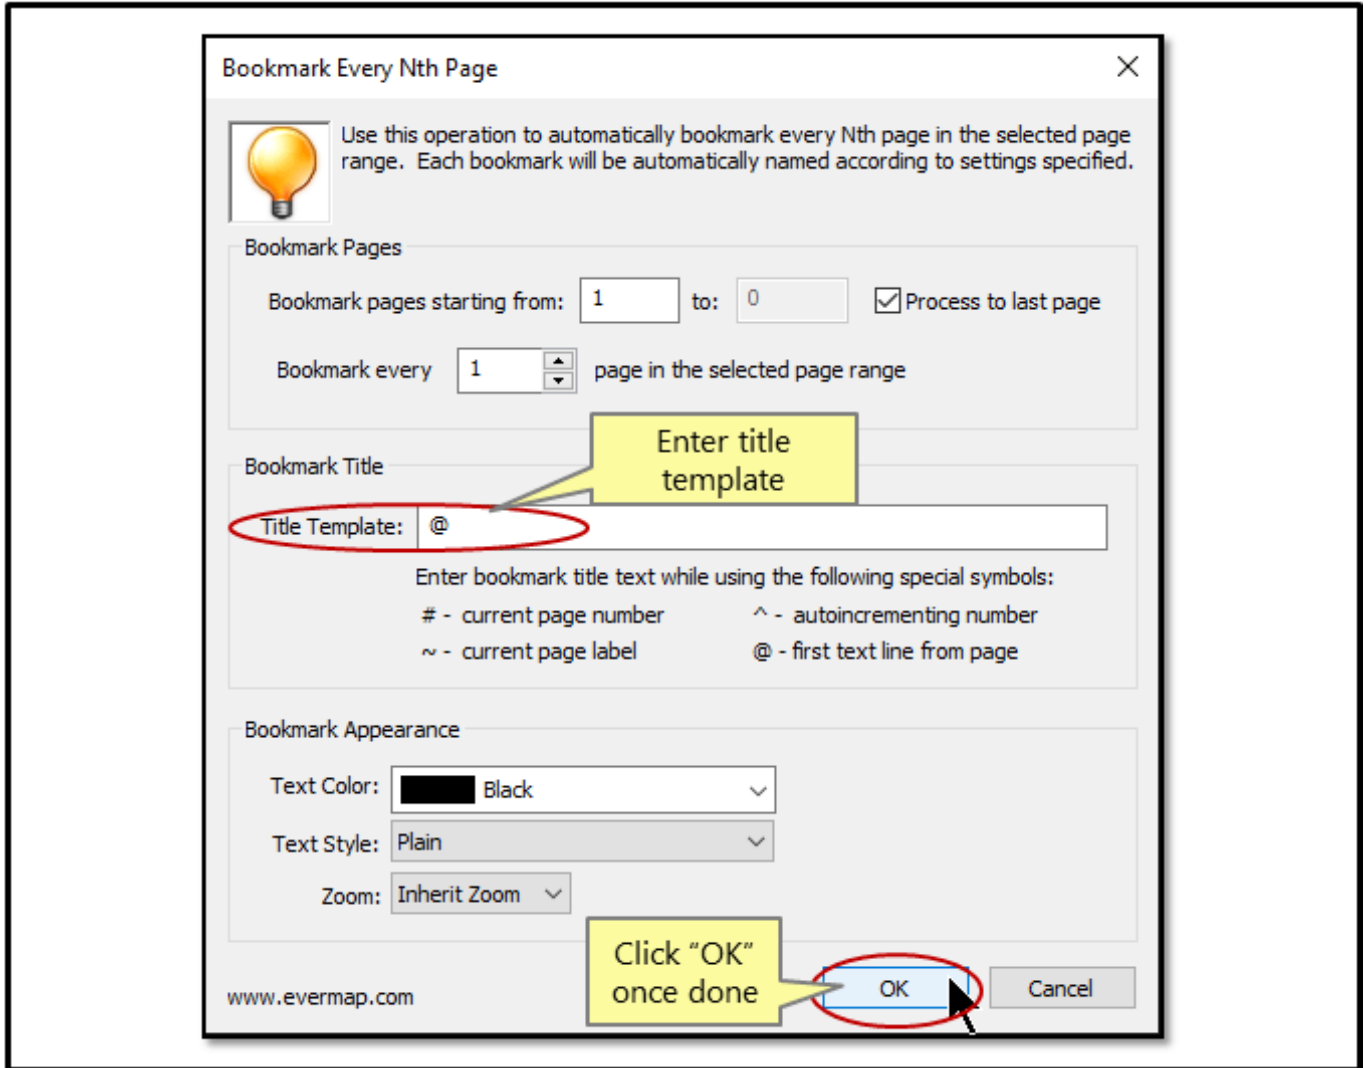 Bookmark Every Nth Page
Use this operation to automatically bookmark every Nth page in the selected page
range.  Each bookmark will be automatically named according to settings specified.
Bookmark Pages
Bookmark pages starting from: 1 to: 0 Process to last page
Bookmark every 1 page in the selected page range
Enter title
template
Bookmark Title
Title Template: @
Enter bookmark title text while using the following special symbols:
# - current page number ^ - autoincrementing number
~ - current page label @ - first text line from page
Bookmark Appearance
Text Color: Black
Text Style: Plain
Zoom: Inherit Zoom
Click “OK”
once done
www.evermap.com OK Cancel